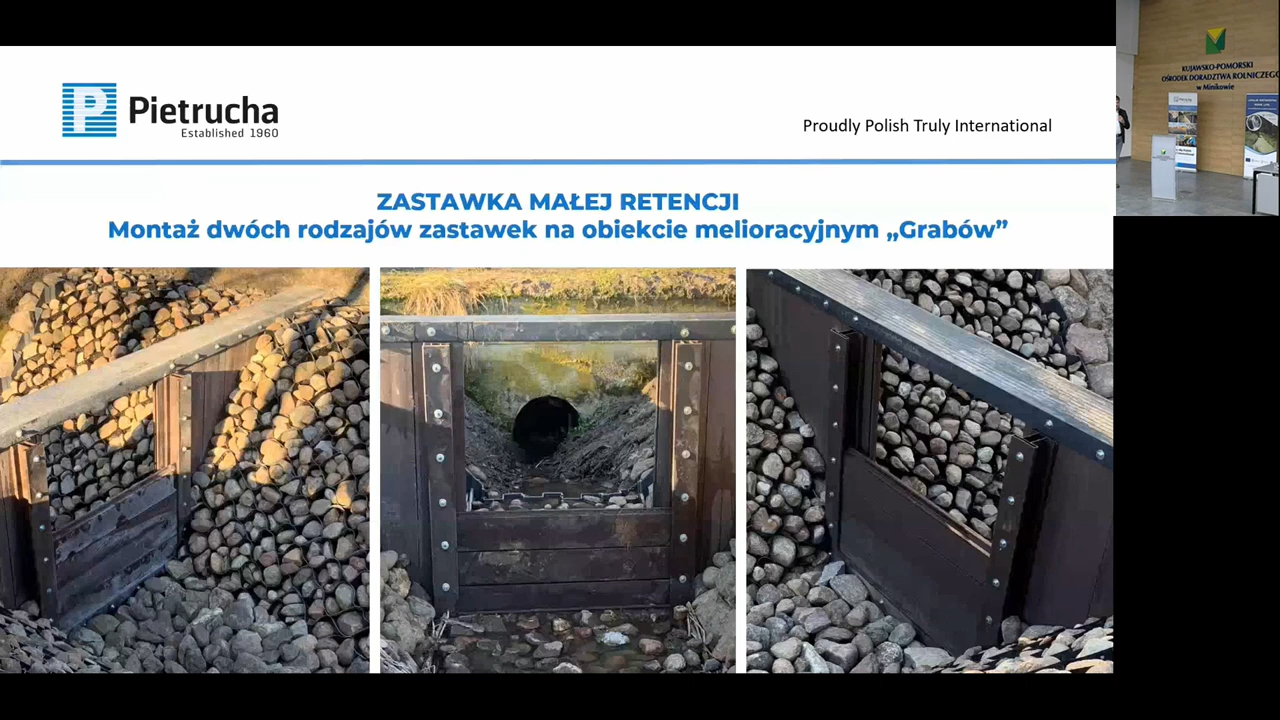 Pietrucha
Established 1960
Proudly Polish Truly International
ZASTAWKA MAŁEJ RETENCJI
Montaż dwóch rodzajów zastawek na obiekcie melioracyjnym „Grabów”
KUJAWSKO-POMORSKI
OŚRODEK DORADZTWA ROLNICZEGO
w Minikowie